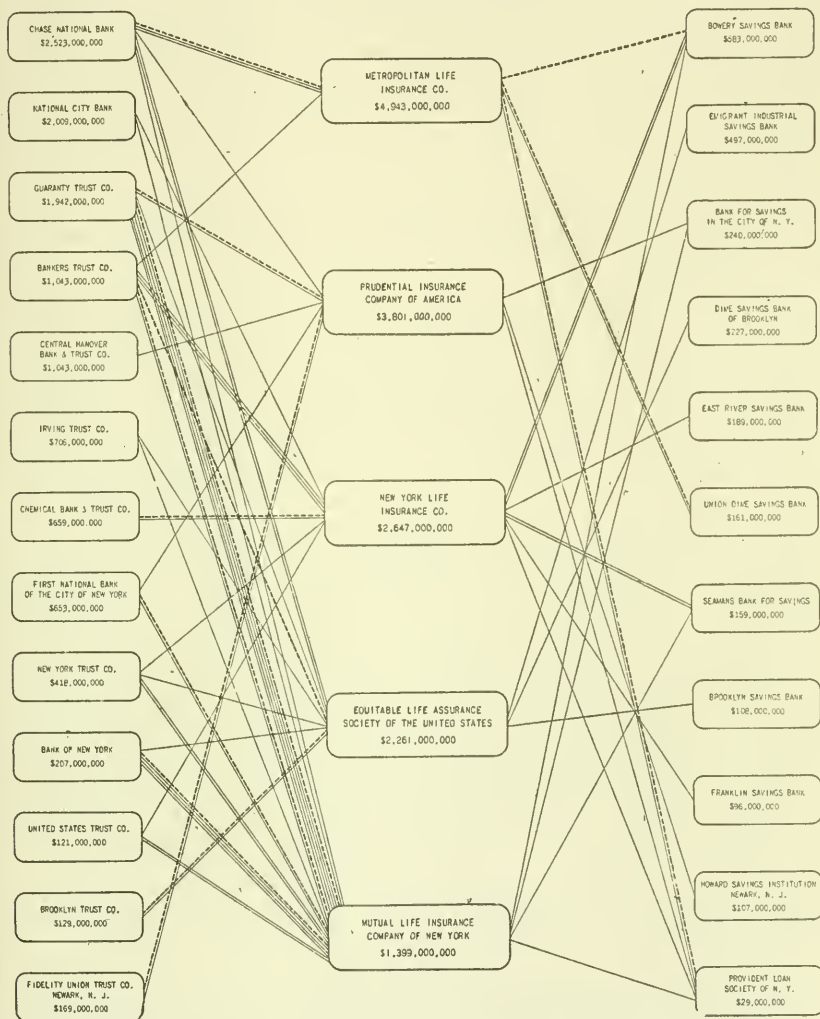 CHASE NATIONAL BANK
$2,523,000,000
NATIONAL CITY BANK
$2,009,000,000
GUARANTY TRUST CO.
$1,942,000,000
BANKERS TRUST CO.
$1,043,000,000
CENTRAL HANOVER
BANK & TRUST CO.
$1,043,000,000
IRVING TRUST CO.
$706,000,000
CHEMICAL BANK & TRUST CO.
$659,000,000
FIRST NATIONAL BANK
OF THE CITY OF NEW YORK
$653,000,000
NEW YORK TRUST CO.
$418,000,000
BANK OF NEW YORK
$207,000,000
UNITED STATES TRUST CO.
$121,000,000
BROOKLYN TRUST CO.
$129,000,000
FIDELITY UNION TRUST CO.
NEWARK, N. J.
$169,000,000
METROPOLITAN LIFE
INSURANCE CO.
$4,943,000,000
PRUDENTIAL INSURANCE
COMPANY OF AMERICA
$3,801,000,000
NEW YORK LIFE
INSURANCE CO.
$2,647,000,000
EQUITABLE LIFE ASSURANCE
SOCIETY OF THE UNITED STATES
$2,261,000,000
MUTUAL LIFE INSURANCE
COMPANY OF NEW YORK
$1,399,000,000
BOWERY SAVINGS BANK
$583,000,000
EMIGRANT INDUSTRIAL
SAVINGS BANK
$497,000,000
BANK FOR SAVINGS
IN THE CITY OF N. Y.
$240,000,000
DIME SAVINGS BANK
OF BROOKLYN
$227,000,000
EAST RIVER SAVINGS BANK
$189,000,000
UNION DIME SAVINGS BANK
$161,000,000
SEAMANS BANK FOR SAVINGS
$159,000,000
BROOKLYN SAVINGS BANK
$108,000,000
FRANKLIN SAVINGS BANK
$96,000,000
HOWARD SAVINGS INSTITUTION
NEWARK, N. J.
$107,000,000
PROVIDENT LOAN
SOCIETY OF N. Y.
$29,000,000